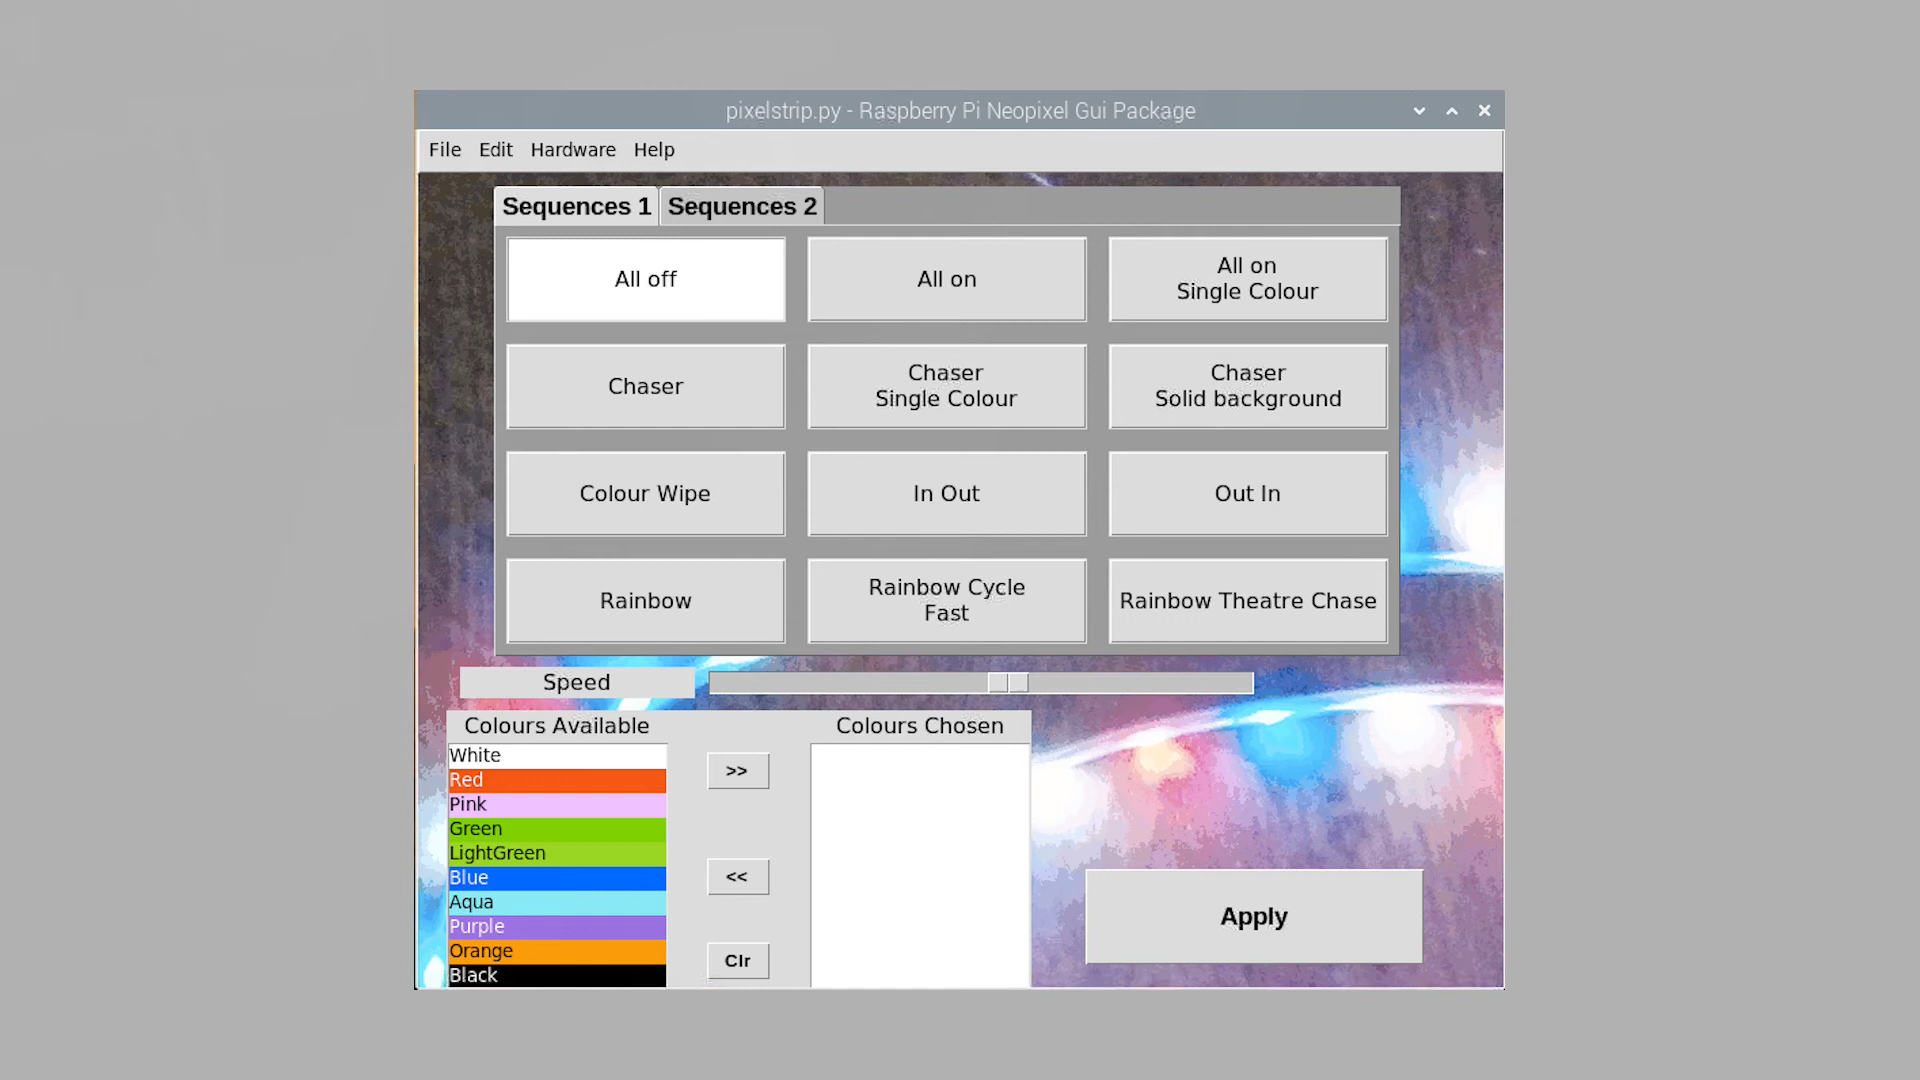 pixelstrip.py - Raspberry Pi Neopixel Gui Package
File Edit Hardware Help
Sequences 1 Sequences 2
All off
All on
All on
Single Colour
Chaser
Chaser
Single Colour
Chaser
Solid background
Colour Wipe
In Out
Out In
Rainbow
Rainbow Cycle
Fast
Rainbow Theatre Chase
Speed
Colours Available
White
Red
Pink
Green
LightGreen
Blue
Aqua
Purple
Orange
Black
>>
<<
Clr
Colours Chosen
Apply